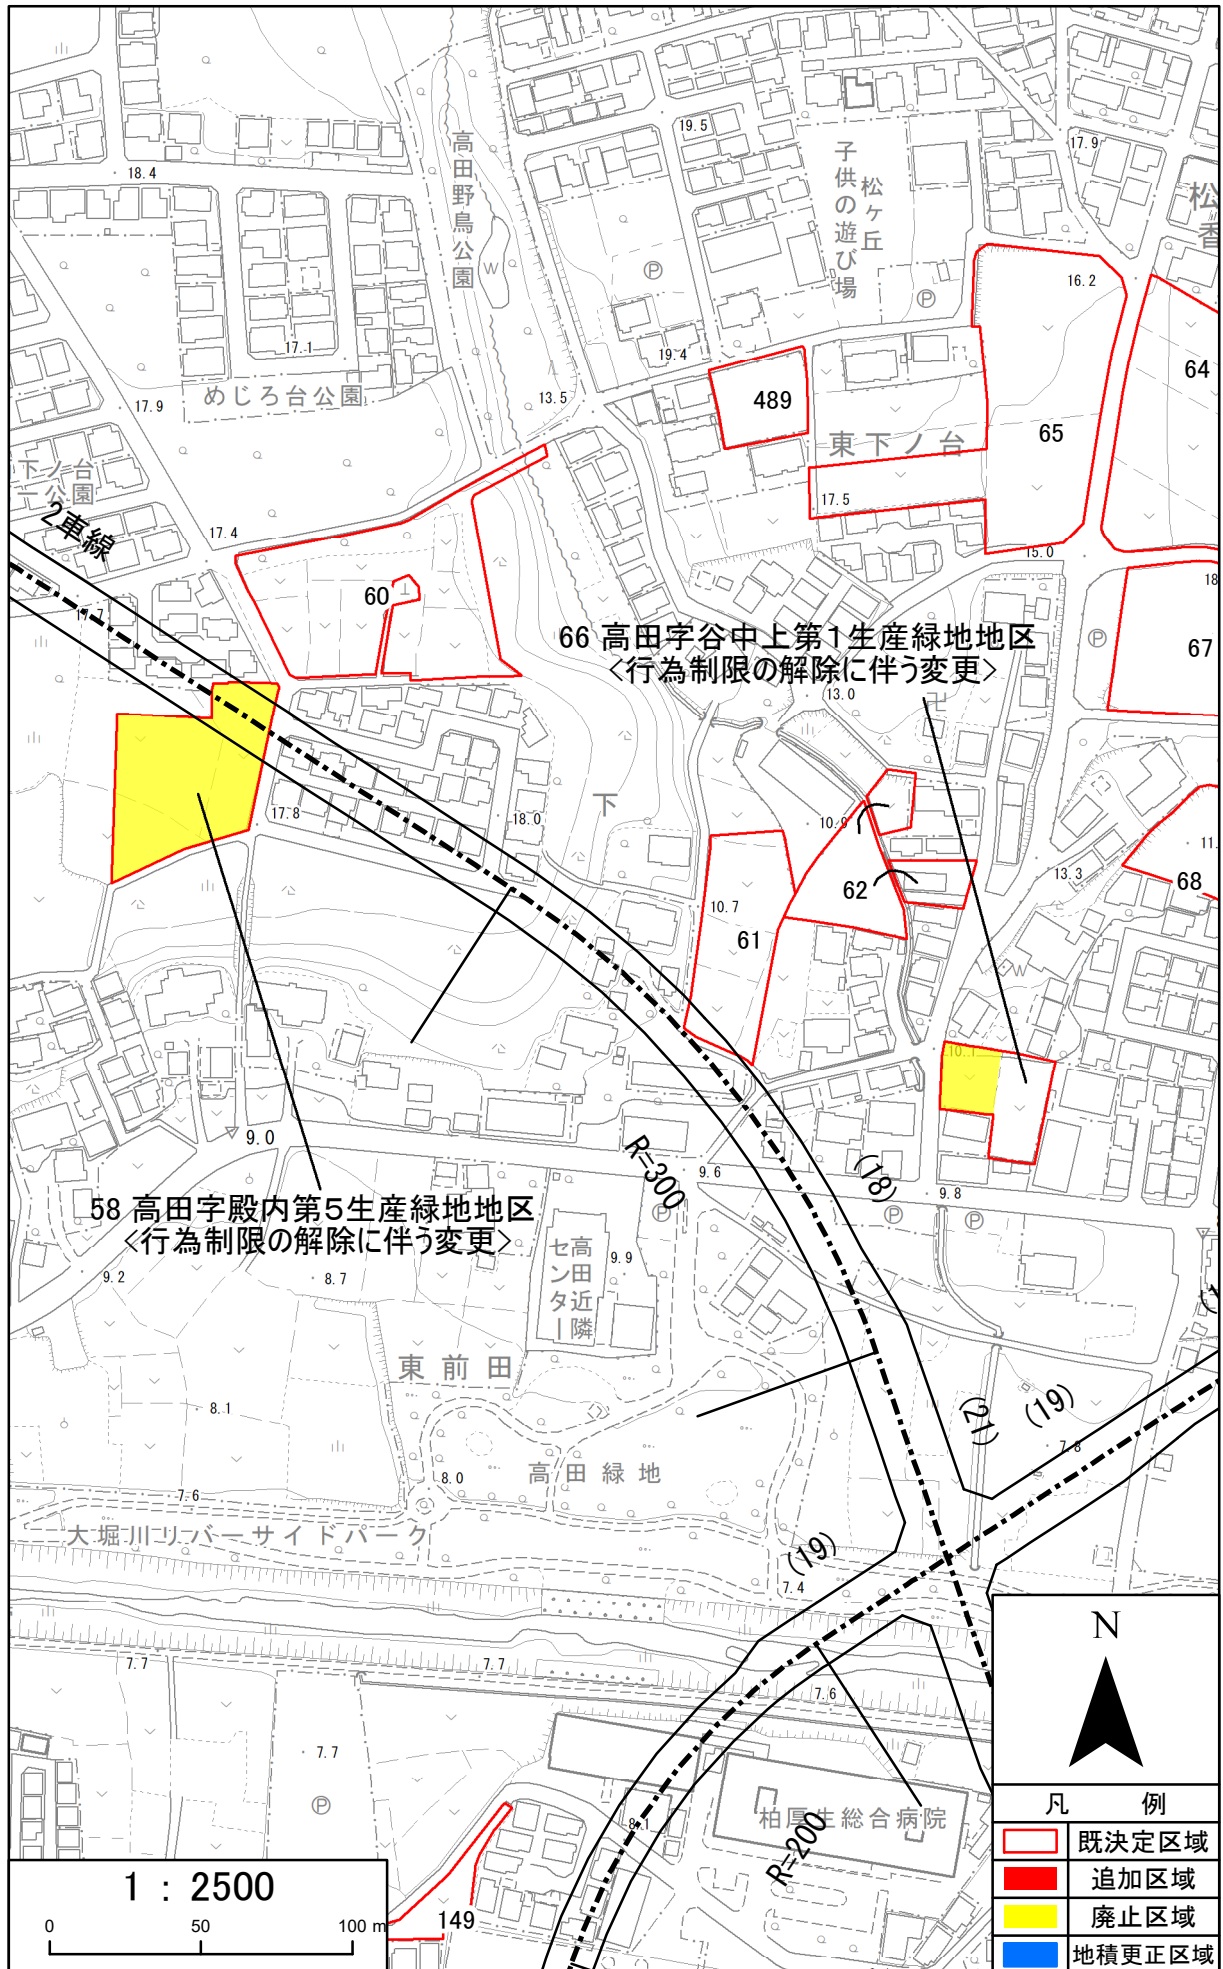 19.5
17.9
18.4
高田野鳥公園
子供の遊び場
松ヶ丘
松
香
W
P
P
16.2
17.1
19.4
64
めじろ台公園
17.9
13.5
489
65
東下ノ台
下ノ台
一公園
17.5
2車線
17.4
15.0
60
18
17.7
P
67
66 高田字谷中上第1生産緑地地区
<行為制限の解除に伴う変更>
13.0
卍
17.8
18.0
下
10.9
11.
13.3
68
62
10.7
61
W
10.1
9.0
R=300
9.6
(18)
9.8
P
P
P
58 高田字殿内第5生産緑地地区
<行為制限の解除に伴う変更>
高田近隣
センター
9.9
9.2
8.7
東前田
8.1
(21)
(19)
7.8
8.0
高田緑地
7.6
大堀川リバーサイドパーク
(19)
7.4
N
7.7
7.7
7.6
7.7
P
柏厚生総合病院
8.1
R=200
凡 例
既決定区域
追加区域
廃止区域
地積更正区域
1 : 2500
0 50 100 m
149